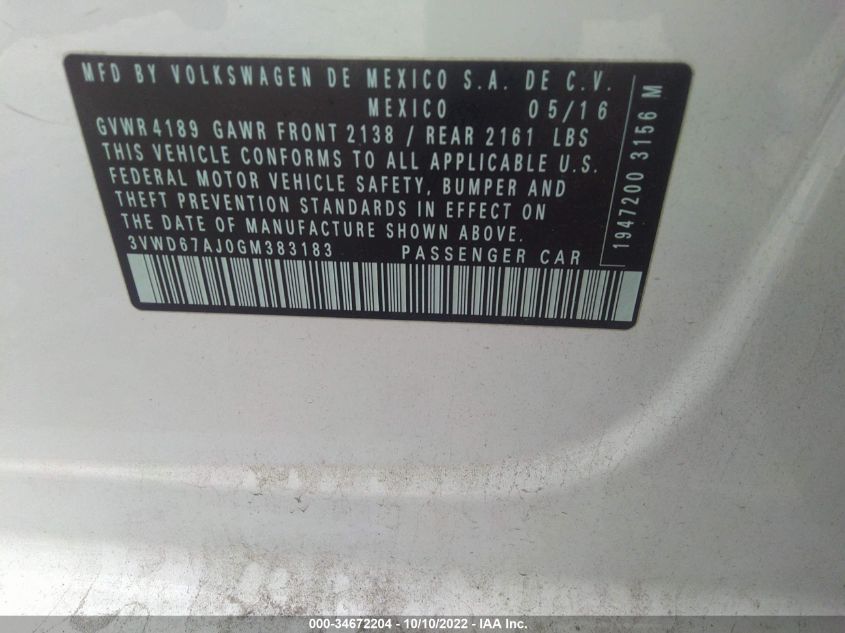 MFD BY VOLKSWAGEN DE MEXICO S.A. DE C.V.
MEXICO 05/16
GVWR 4189 GAWR FRONT 2138 / REAR 2161 LBS
THIS VEHICLE CONFORMS TO ALL APPLICABLE U.S.
FEDERAL MOTOR VEHICLE SAFETY, BUMPER AND
THEFT PREVENTION STANDARDS IN EFFECT ON
THE DATE OF MANUFACTURE SHOWN ABOVE.
3VWD67AJ0GM383183 PASSENGER CAR
1947200 3156 M
000-34672204 - 10/10/2022 - IAA Inc.